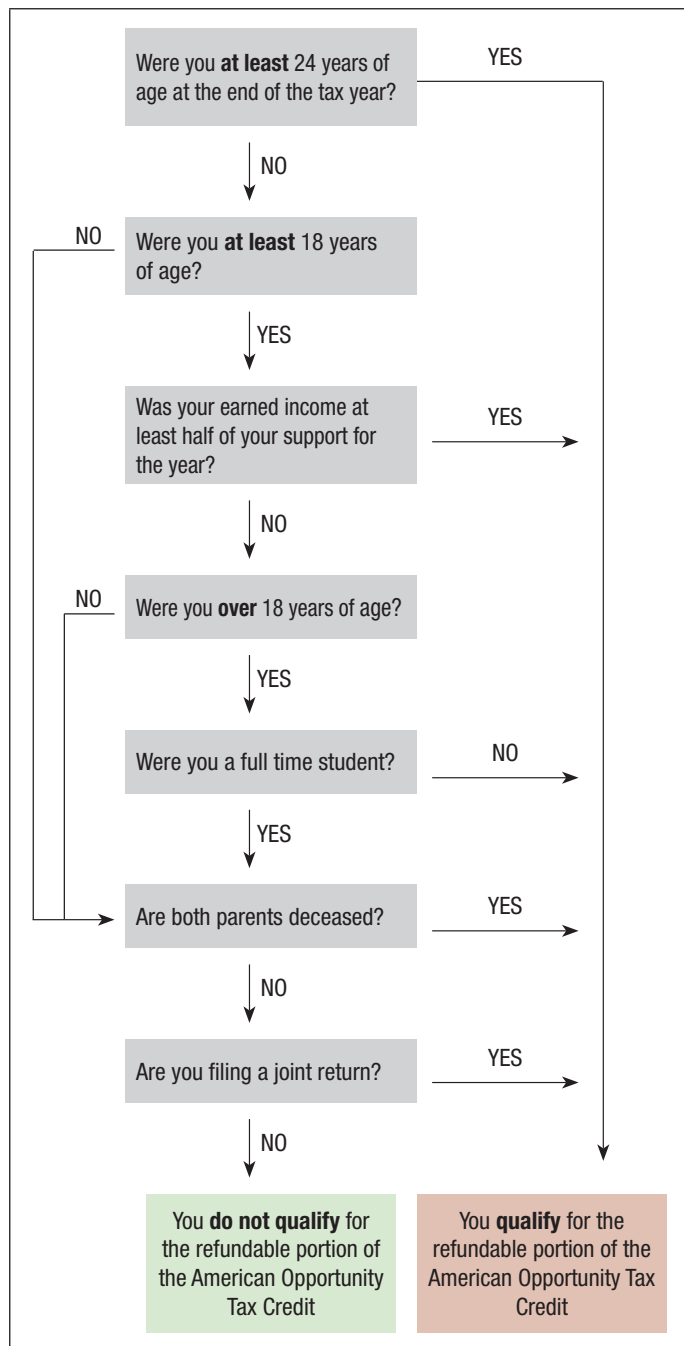 Were you at least 24 years of
age at the end of the tax year?
YES
NO
NO
Were you at least 18 years
of age?
YES
Was your earned income at
least half of your support for
the year?
YES
NO
NO
Were you over 18 years of age?
YES
Were you a full time student?
NO
YES
Are both parents deceased?
YES
NO
Are you filing a joint return?
YES
NO
You do not qualify for
the refundable portion of
the American Opportunity
Tax Credit
You qualify for the
refundable portion of the
American Opportunity Tax
Credit